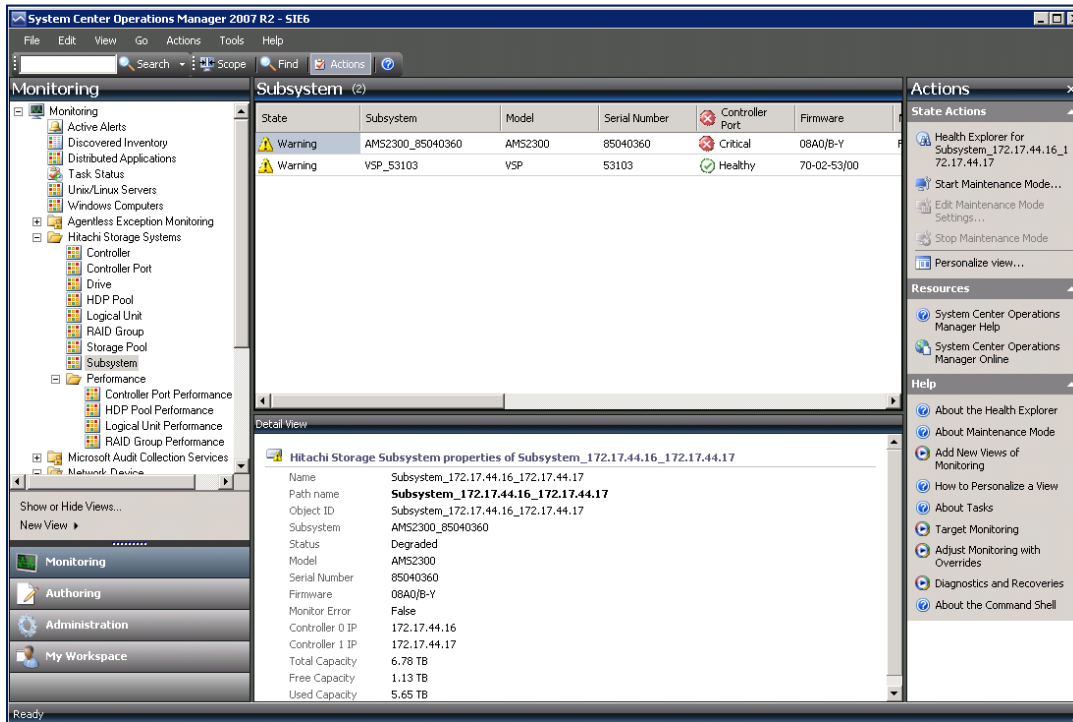 System Center Operations Manager 2007 R2 - SIE6
File Edit View Go Actions Tools Help
Search Scope Find Actions
Monitoring
Monitoring
Active Alerts
Discovered Inventory
Distributed Applications
Task Status
Unix/Linux Servers
Windows Computers
Agentless Exception Monitoring
Hitachi Storage Systems
Controller
Controller Port
Drive
HDP Pool
Logical Unit
RAID Group
Storage Pool
Subsystem
Performance
Controller Port Performance
HDP Pool Performance
Logical Unit Performance
RAID Group Performance
Microsoft Audit Collection Services
Network Device
Show or Hide Views...
New View
Monitoring
Authoring
Administration
My Workspace
Ready
Subsystem (2)
State Subsystem Model Serial Number Controller Port Firmware
Warning AMS2300_85040360 AMS2300 85040360 Critical 08A0/B-Y
Warning VSP_53103 VSP 53103 Healthy 70-02-53/00
Detail View
Hitachi Storage Subsystem properties of Subsystem_172.17.44.16_172.17.44.17
Name Subsystem_172.17.44.16_172.17.44.17
Path name Subsystem_172.17.44.16_172.17.44.17
Object ID Subsystem_172.17.44.16_172.17.44.17
Subsystem AMS2300_85040360
Status Degraded
Model AMS2300
Serial Number 85040360
Firmware 08A0/B-Y
Monitor Error False
Controller 0 IP 172.17.44.16
Controller 1 IP 172.17.44.17
Total Capacity 6.78 TB
Free Capacity 1.13 TB
Used Capacity 5.65 TB
Actions
State Actions
Health Explorer for
Subsystem_172.17.44.16_1
72.17.44.17
Start Maintenance Mode...
Edit Maintenance Mode
Settings...
Stop Maintenance Mode
Personalize view...
Resources
System Center Operations
Manager Help
System Center Operations
Manager Online
Help
About the Health Explorer
About Maintenance Mode
Add New Views of
Monitoring
How to Personalize a View
About Tasks
Target Monitoring
Adjust Monitoring with
Overrides
Diagnostics and Recoveries
About the Command Shell